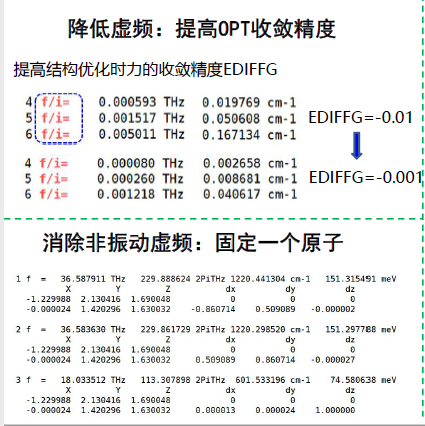 降低虚频：提高OPT收敛精度
提高结构优化时力的收敛精度EDIFFG
4 f/i= 0.000593 THz 0.019769 cm-1
5 f/i= 0.001517 THz 0.050608 cm-1
6 f/i= 0.005011 THz 0.167134 cm-1
EDIFFG=-0.01
4 f/i= 0.000080 THz 0.002658 cm-1
5 f/i= 0.000260 THz 0.008681 cm-1
6 f/i= 0.001218 THz 0.040617 cm-1
EDIFFG=-0.001
消除非振动虚频：固定一个原子
1 f = 36.587911 THz 229.888624 2PiTHz 1220.441304 cm-1 151.315491 meV
X Y Z dx dy dz
-1.229988 2.130416 1.690048 0 0 0
-0.000024 1.420296 1.630032 -0.860714 0.509089 -0.000002
2 f = 36.583630 THz 229.861729 2PiTHz 1220.298520 cm-1 151.297788 meV
X Y Z dx dy dz
-1.229988 2.130416 1.690048 0 0 0
-0.000024 1.420296 1.630032 0.509089 0.860714 -0.000027
3 f = 18.033512 THz 113.307898 2PiTHz 601.533196 cm-1 74.580638 meV
X Y Z dx dy dz
-1.229988 2.130416 1.690048 0 0 0
-0.000024 1.420296 1.630032 0.000013 0.000024 1.000000